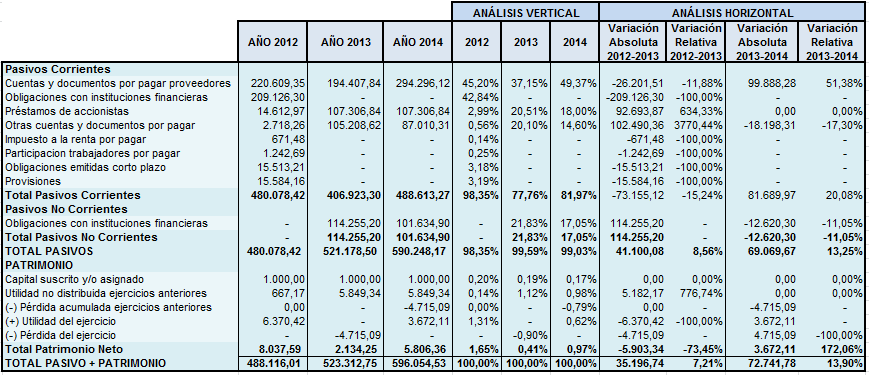 ANÁLISIS VERTICAL ANÁLISIS HORIZONTAL
AÑO 2012 AÑO 2013 AÑO 2014 2012 2013 2014 Variación Absoluta 2012-2013 Variación Relativa 2012-2013 Variación Absoluta 2013-2014 Variación Relativa 2013-2014
Pasivos Corrientes
Cuentas y documentos por pagar proveedores 220.609,35 194.407,84 294.296,12 45,20% 37,15% 49,37% -26.201,51 -11,88% 99.888,28 51,38%
Obligaciones con instituciones financieras 209.126,30 - - 42,84% - - -209.126,30 -100,00% - -
Préstamos de accionistas 14.612,97 107.306,84 107.306,84 2,99% 20,51% 18,00% 92.693,87 634,33% 0,00 0,00%
Otras cuentas y documentos por pagar 2.718,26 105.208,62 87.010,31 0,56% 20,10% 14,60% 102.490,36 3770,44% -18.198,31 -17,30%
Impuesto a la renta por pagar 671,48 - - 0,14% - - -671,48 -100,00% - -
Participacion trabajadores por pagar 1.242,69 - - 0,25% - - -1.242,69 -100,00% - -
Obligaciones emitidas corto plazo 15.513,21 - - 3,18% - - -15.513,21 -100,00% - -
Provisiones 15.584,16 - - 3,19% - - -15.584,16 -100,00% - -
Total Pasivos Corrientes 480.078,42 406.923,30 488.613,27 98,35% 77,76% 81,97% -73.155,12 -15,24% 81.689,97 20,08%
Pasivos No Corrientes
Obligaciones con instituciones financieras - 114.255,20 101.634,90 - 21,83% 17,05% 114.255,20 - -12.620,30 -11,05%
Total Pasivos No Corrientes - 114.255,20 101.634,90 - 21,83% 17,05% 114.255,20 - -12.620,30 -11,05%
TOTAL PASIVOS 480.078,42 521.178,50 590.248,17 98,35% 99,59% 99,03% 41.100,08 8,56% 69.069,67 13,25%
PATRIMONIO
Capital suscrito y/o asignado 1.000,00 1.000,00 1.000,00 0,20% 0,19% 0,17% 0,00 0,00% 0,00 0,00%
Utilidad no distribuida ejercicios anteriores 667,17 5.849,34 5.849,34 0,14% 1,12% 0,98% 5.182,17 776,74% 0,00 0,00%
(-) Pérdida acumulada ejercicios anteriores 0,00 - -4.715,09 0,00% - -0,79% 0,00 - -4.715,09 -
(+) Utilidad del ejercicio 6.370,42 - 3.672,11 1,31% - 0,62% -6.370,42 -100,00% 3.672,11 -
(-) Pérdida del ejercicio - -4.715,09 - - -0,90% - -4.715,09 - 4.715,09 -100,00%
Total Patrimonio Neto 8.037,59 2.134,25 5.806,36 1,65% 0,41% 0,97% -5.903,34 -73,45% 3.672,11 172,06%
TOTAL PASIVO + PATRIMONIO 488.116,01 523.312,75 596.054,53 100,00% 100,00% 100,00% 35.196,74 7,21% 72.741,78 13,90%